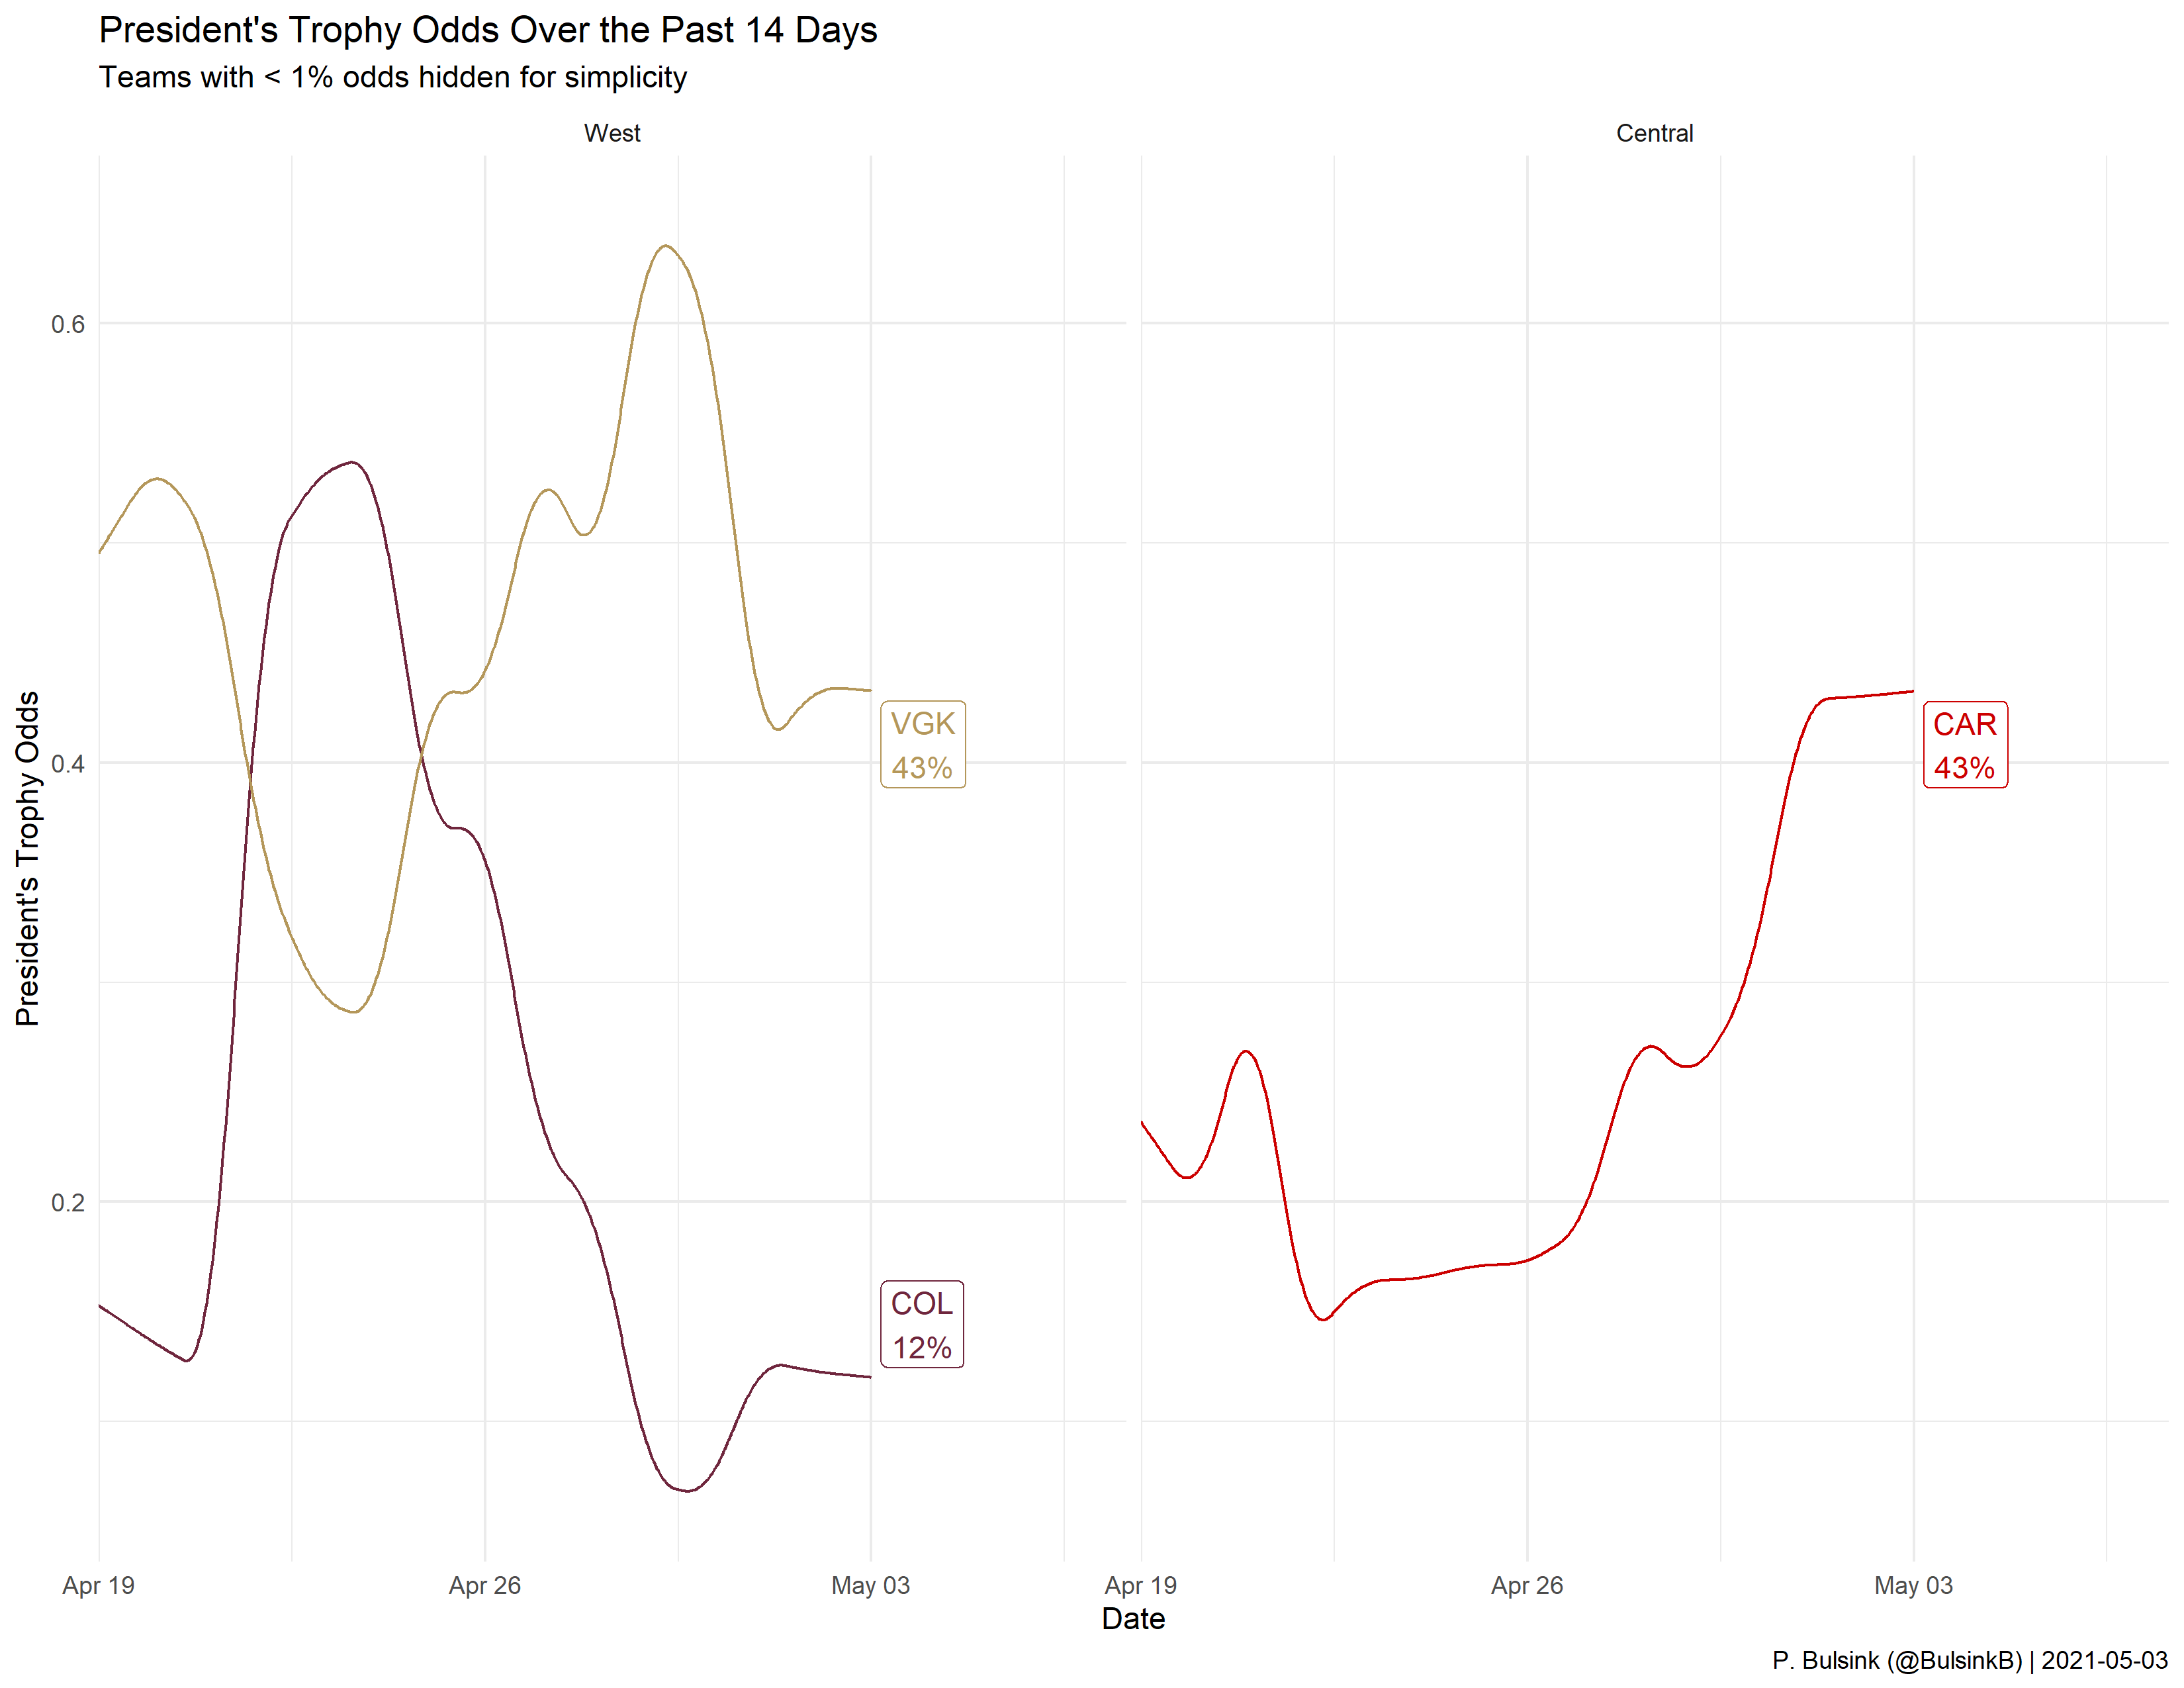 President's Trophy Odds Over the Past 14 Days
Teams with < 1% odds hidden for simplicity
West
Central
President's Trophy Odds
0.6
0.4
0.2
VGK
43%
COL
12%
CAR
43%
Apr 19
Apr 26
May 03
Apr 19
Apr 26
May 03
Date
P. Bulsink (@BulsinkB) | 2021-05-03